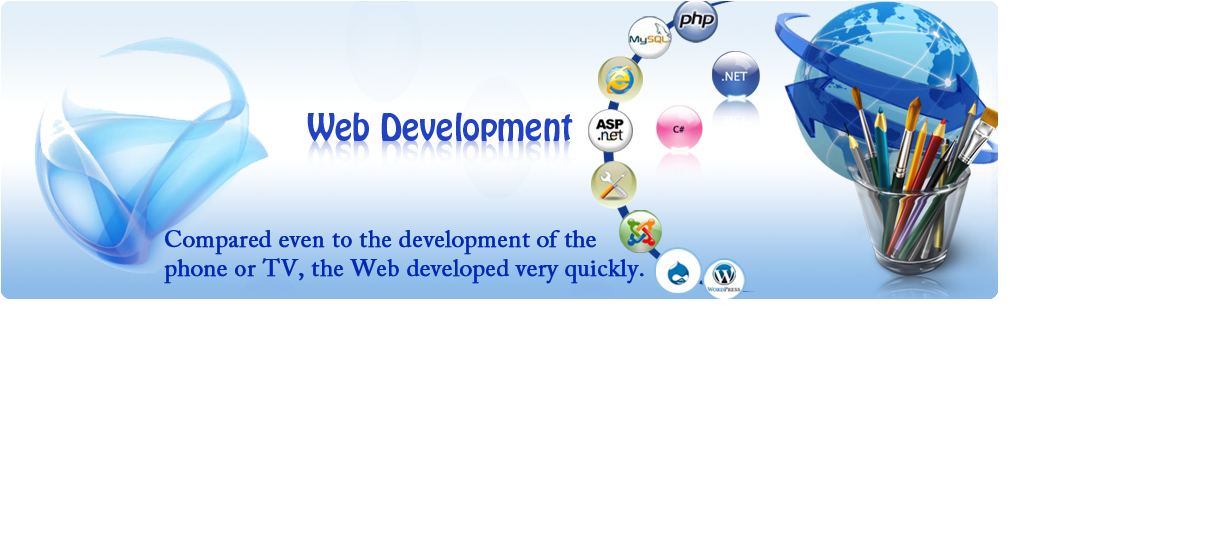 php
MySQL
.NET
Web Development
ASP
.net
C#
Compared even to the development of the
phone or TV, the Web developed very quickly.
WORDPRESS